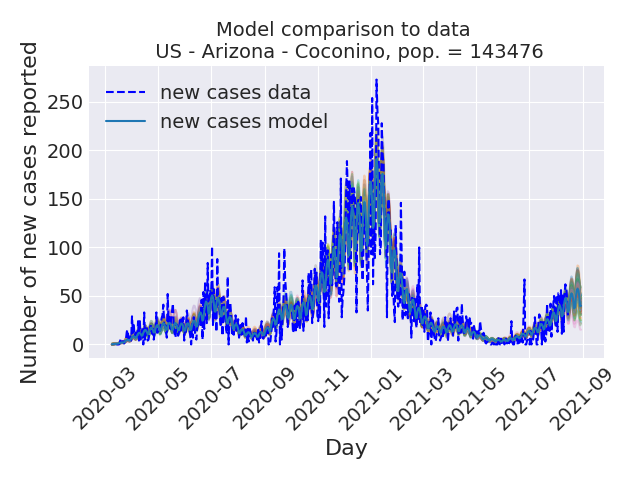 Model comparison to data
US - Arizona - Coconino, pop. = 143476
Number of new cases reported
250
200
150
100
50
0
new cases data
new cases model
2020-03
2020-05
2020-07
2020-09
2020-11
2021-01
2021-03
2021-05
2021-07
2021-09
Day